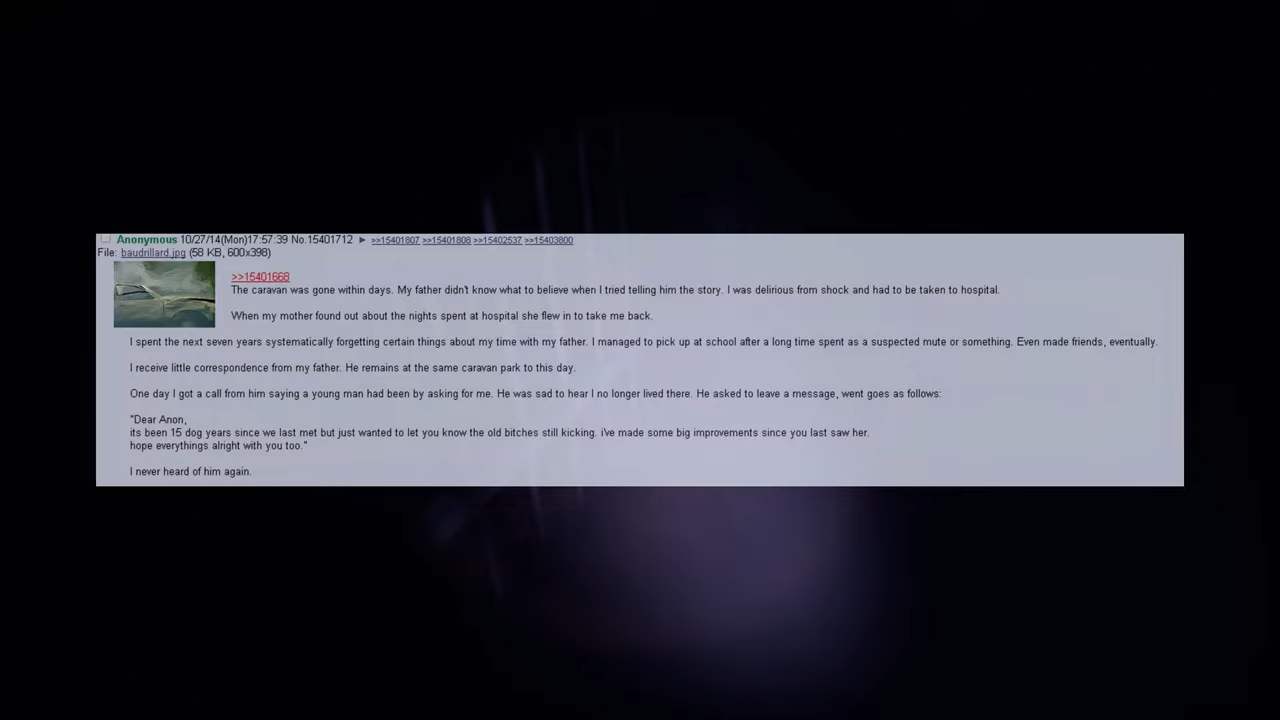 Anonymous 10/27/14(Mon)17:57:39 No.15401712 ▶ >>15401807 >>15401808 >>15402537 >>15403800
File: baudrillard.jpg (58 KB, 600x398)
>>15401668
The caravan was gone within days. My father didn't know what to believe when I tried telling him the story. I was delirious from shock and had to be taken to hospital.
When my mother found out about the nights spent at hospital she flew in to take me back.
I spent the next seven years systematically forgetting certain things about my time with my father. I managed to pick up at school after a long time spent as a suspected mute or something. Even made friends, eventually.
I receive little correspondence from my father. He remains at the same caravan park to this day.
One day I got a call from him saying a young man had been by asking for me. He was sad to hear I no longer lived there. He asked to leave a message, went goes as follows:
"Dear Anon,
its been 15 dog years since we last met but just wanted to let you know the old bitches still kicking. i've made some big improvements since you last saw her.
hope everythings alright with you too."
I never heard of him again.